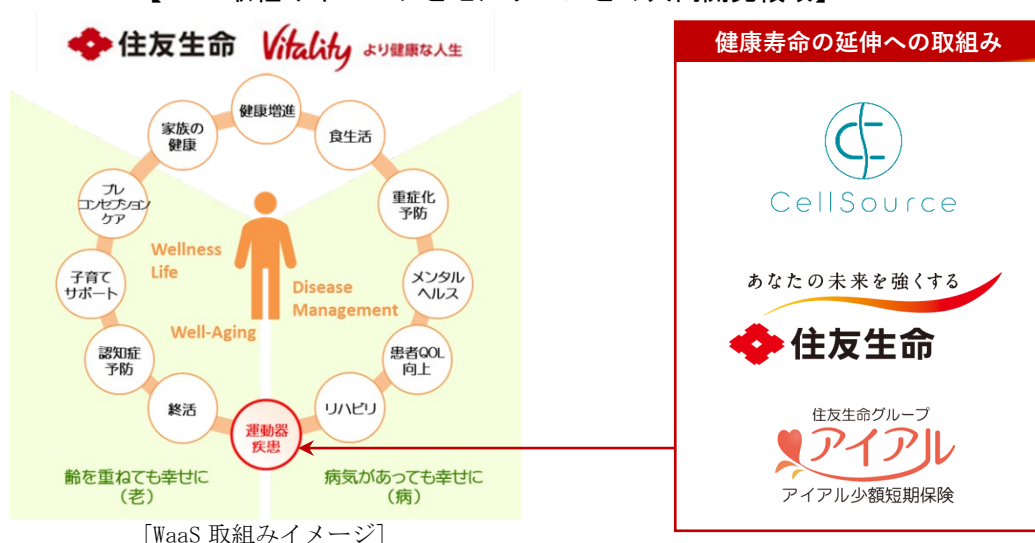 住友生命 Vitality より健康な人生
健康増進
家族の
健康
食生活
プレ
コンセプション
ケア
重症化
予防
Wellness
Life
子育て
サポート
Disease
Management
メンタル
ヘルス
Well-Aging
認知症
予防
患者QOL
向上
終活
リハビリ
運動器
疾患
齢を重ねても幸せに
(老)
病気があっても幸せに
(病)
[WaaS 取組みイメージ]
健康寿命の延伸への取組み
CellSource
あなたの未来を強くする
住友生命
住友生命グループ
アイアル
アイアル少額短期保険